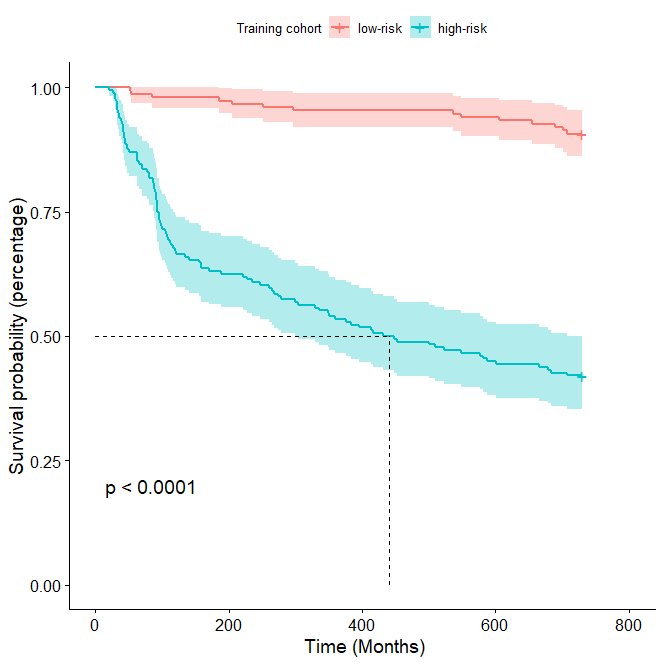 Training cohort low-risk high-risk
Survival probability (percentage)
1.00
0.75
0.50
0.25
0.00
p < 0.0001
0 200 400 600 800
Time (Months)